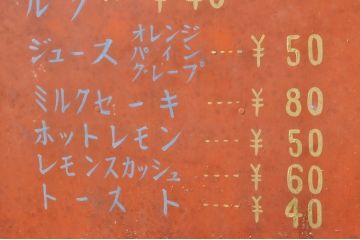 ルク
ジュース オレンジ パイン グレープ ‥‥ ¥ 50
ミルクセーキ ‥‥ ¥ 80
ホットレモン ‥‥ ¥ 50
レモンスカッシュ ‥‥ ¥ 60
トースト ‥‥ ¥ 40